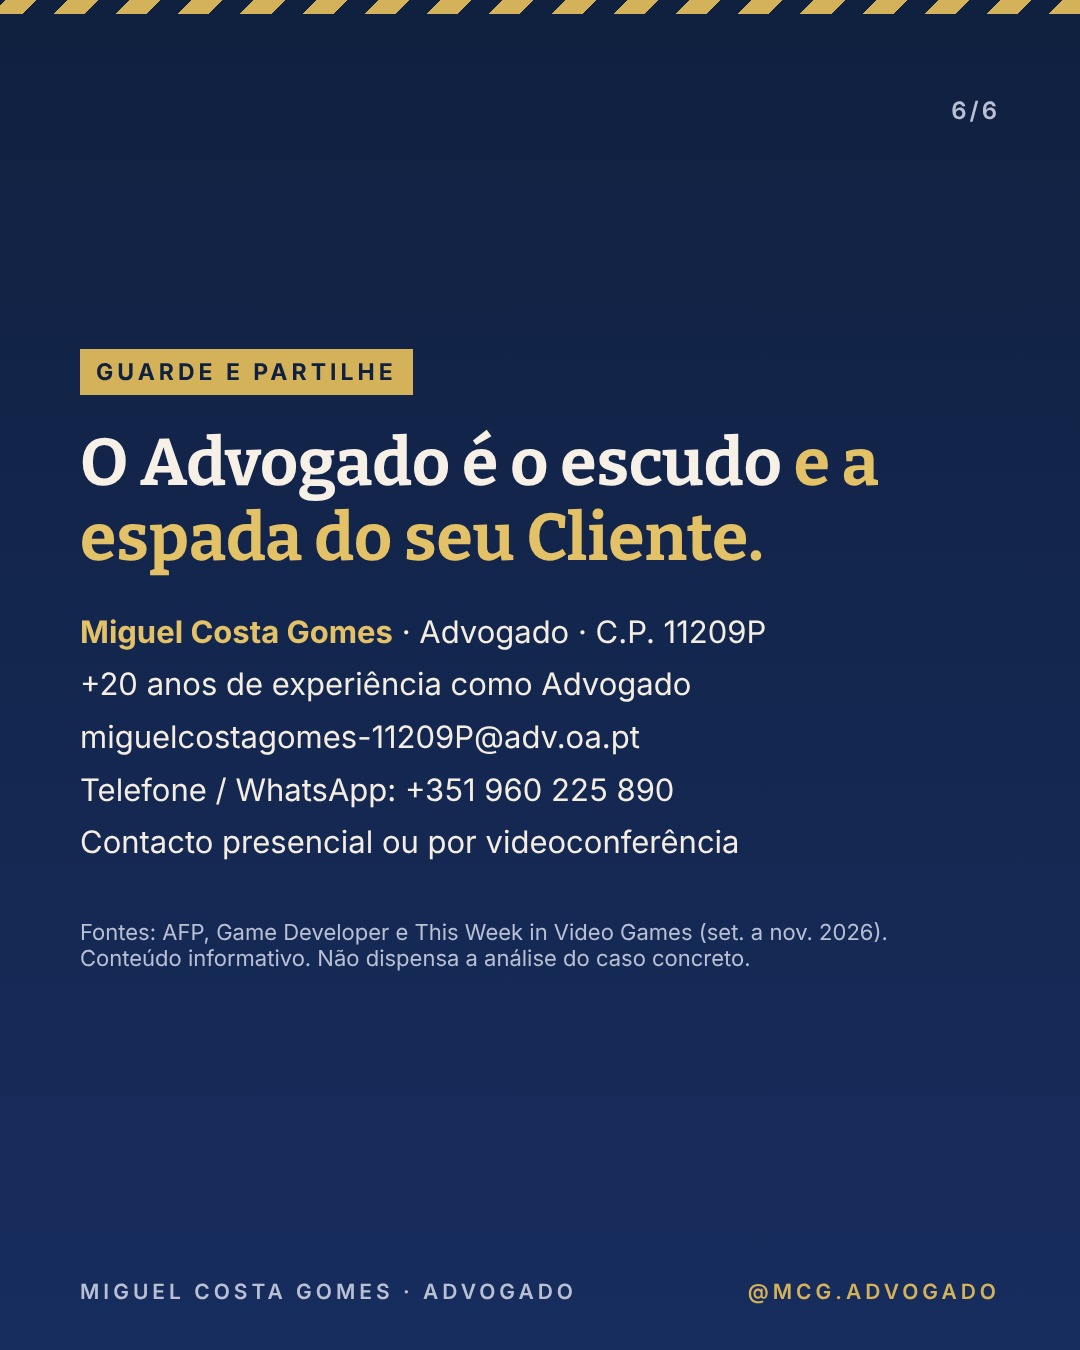 6/6
GUARDE E PARTILHE
O Advogado é o escudo e a
espada do seu Cliente.
Miguel Costa Gomes · Advogado · C.P. 11209P
+20 anos de experiência como Advogado
miguelcostagomes-11209P@adv.oa.pt
Telefone / WhatsApp: +351 960 225 890
Contacto presencial ou por videoconferência
Fontes: AFP, Game Developer e This Week in Video Games (set. a nov. 2026).
Conteúdo informativo. Não dispensa a análise do caso concreto.
MIGUEL COSTA GOMES · ADVOGADO
@MCG.ADVOGADO